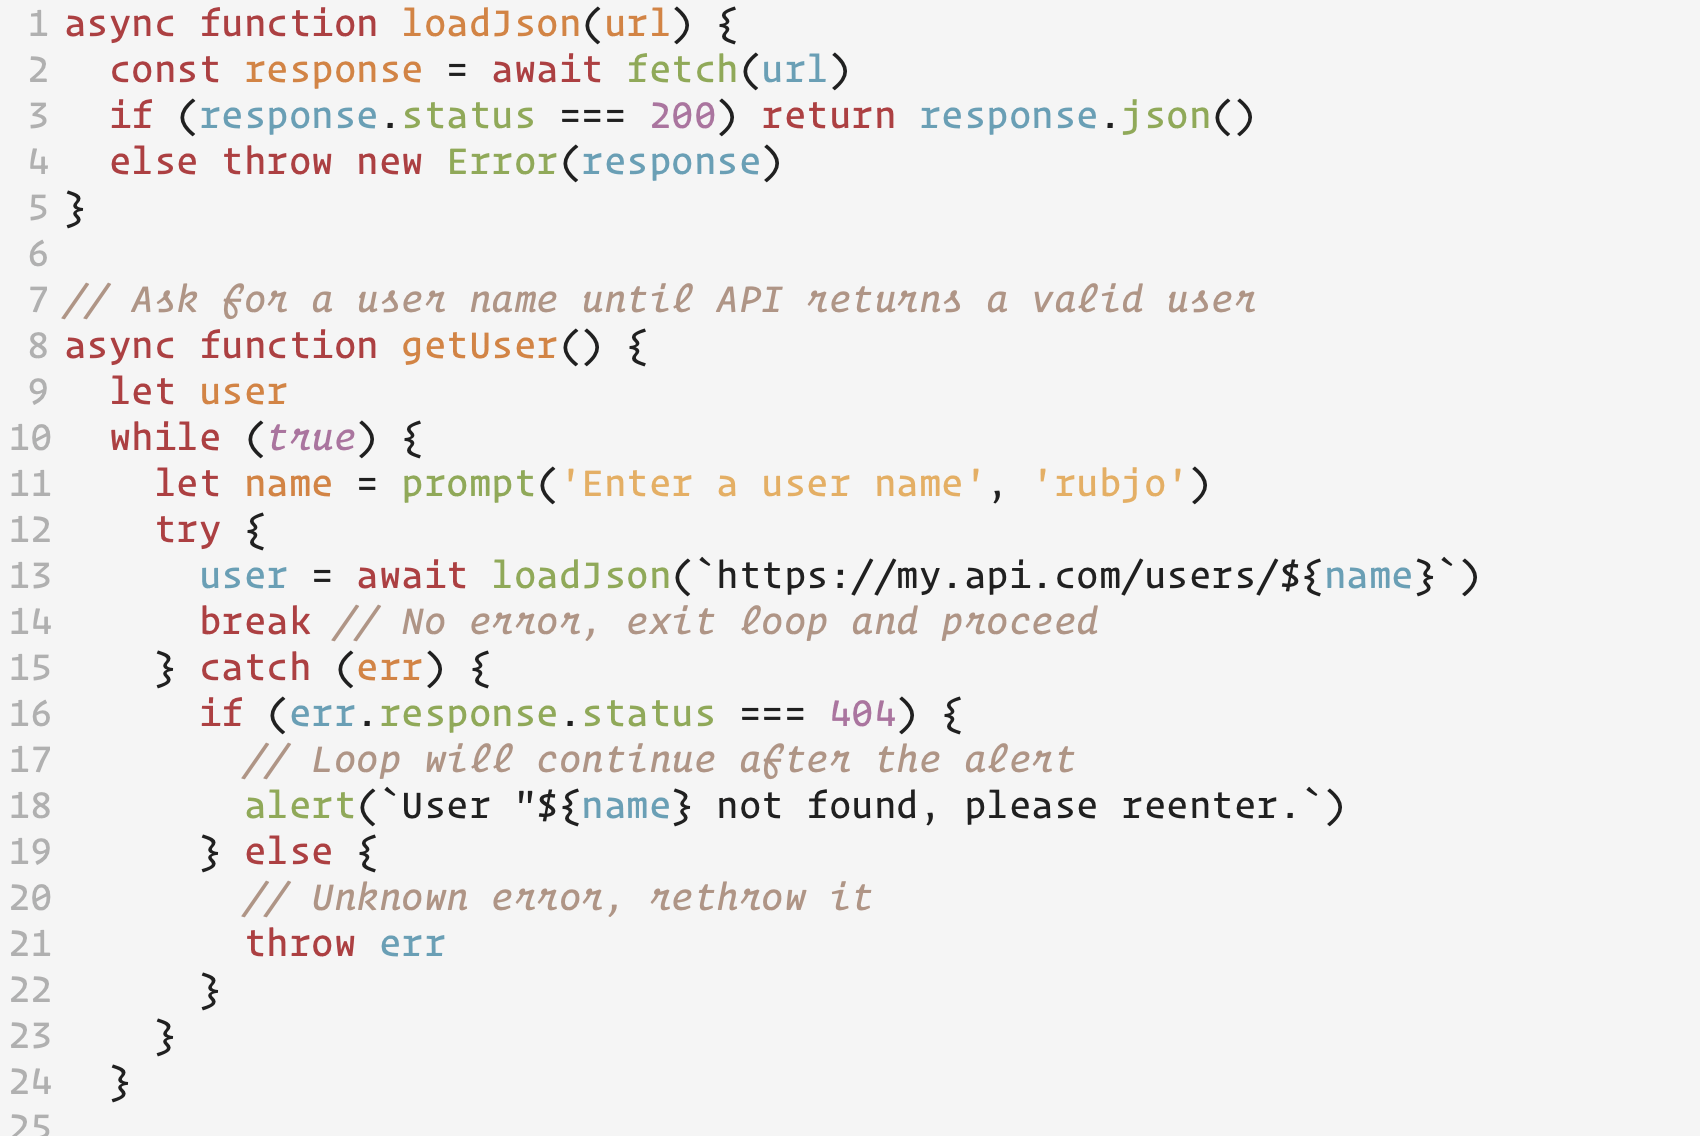 1 async function loadJson(url) {
2   const response = await fetch(url)
3   if (response.status === 200) return response.json()
4   else throw new Error(response)
5 }
6
7 // Ask for a user name until API returns a valid user
8 async function getUser() {
9   let user
10   while (true) {
11     let name = prompt('Enter a user name', 'rubjo')
12     try {
13       user = await loadJson(`https://my.api.com/users/${name}`)
14       break // No error, exit loop and proceed
15     } catch (err) {
16       if (err.response.status === 404) {
17         // Loop will continue after the alert
18         alert(`User "${name} not found, please reenter.`)
19       } else {
20         // Unknown error, rethrow it
21         throw err
22       }
23     }
24   }
25